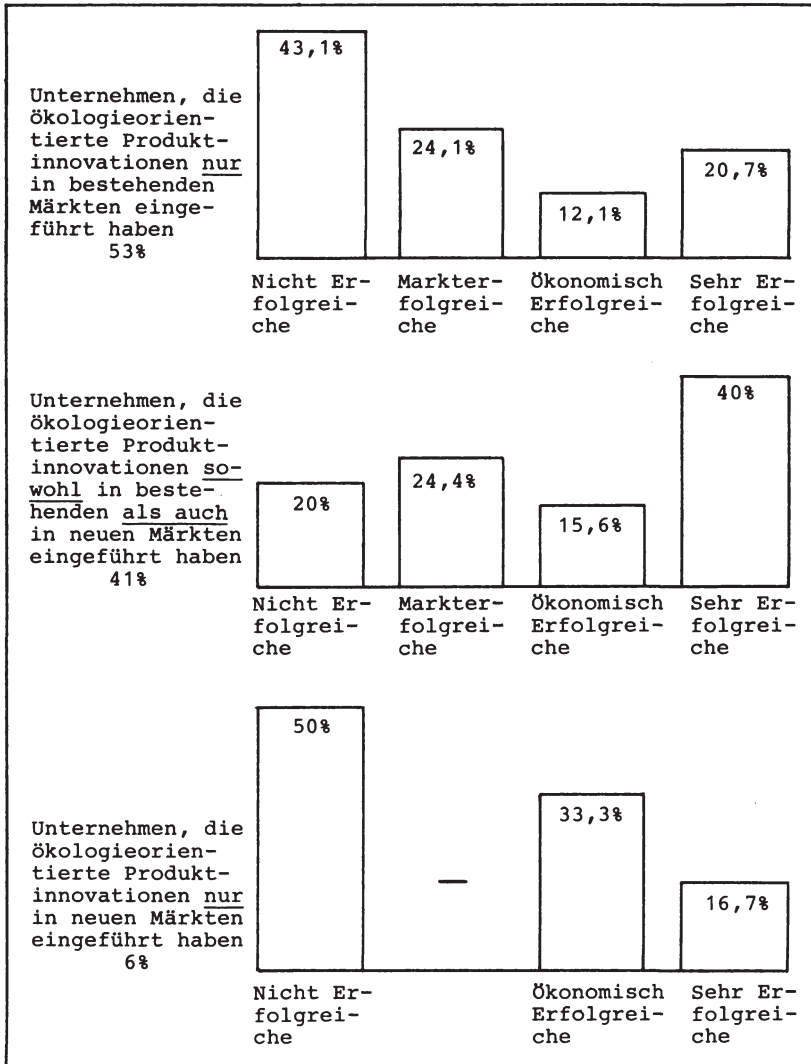 43,1%
24,1%
12,1%
20,7%
Unternehmen, die
ökologieorien-
tierte Produkt-
innovationen nur
in bestehenden
Märkten einge-
führt haben
53%
Nicht Er-
folgrei-
che
Markter-
folgrei-
che
Ökonomisch
Erfolgrei-
che
Sehr Er-
folgrei-
che
20%
24,4%
15,6%
40%
Unternehmen, die
ökologieorien-
tierte Produkt-
innovationen so-
wohl in beste-
henden als auch
in neuen Märkten
eingeführt haben
41%
Nicht Er-
folgrei-
che
Markter-
folgrei-
che
Ökonomisch
Erfolgrei-
che
Sehr Er-
folgrei-
che
50%
–
33,3%
16,7%
Unternehmen, die
ökologieorien-
tierte Produkt-
innovationen nur
in neuen Märkten
eingeführt haben
6%
Nicht Er-
folgrei-
che
Ökonomisch
Erfolgrei-
che
Sehr Er-
folgrei-
che